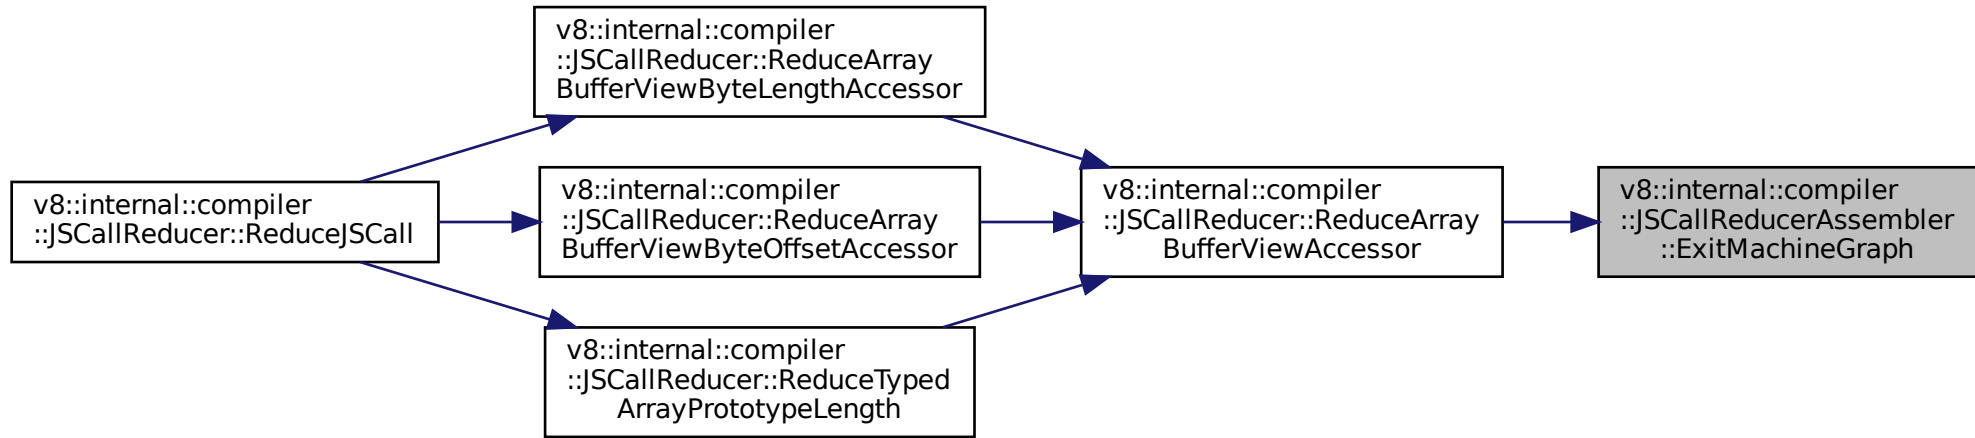 v8::internal::compiler
::JSCallReducer::ReduceJSCall
v8::internal::compiler
::JSCallReducer::ReduceArray
BufferViewByteLengthAccessor
v8::internal::compiler
::JSCallReducer::ReduceArray
BufferViewByteOffsetAccessor
v8::internal::compiler
::JSCallReducer::ReduceTyped
ArrayPrototypeLength
v8::internal::compiler
::JSCallReducer::ReduceArray
BufferViewAccessor
v8::internal::compiler
::JSCallReducerAssembler
::ExitMachineGraph